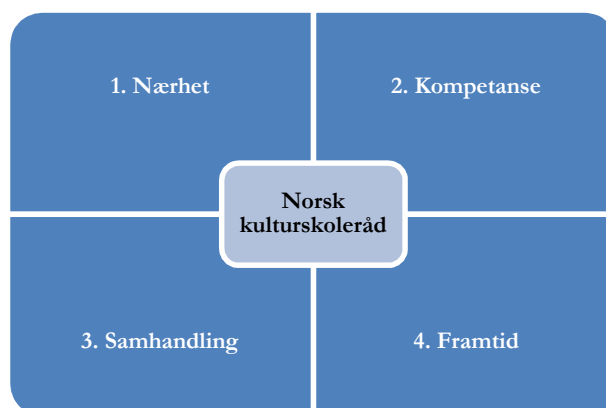 1. Nærhet
2. Kompetanse
Norsk
kulturskoleråd
3. Samhandling
4. Framtid